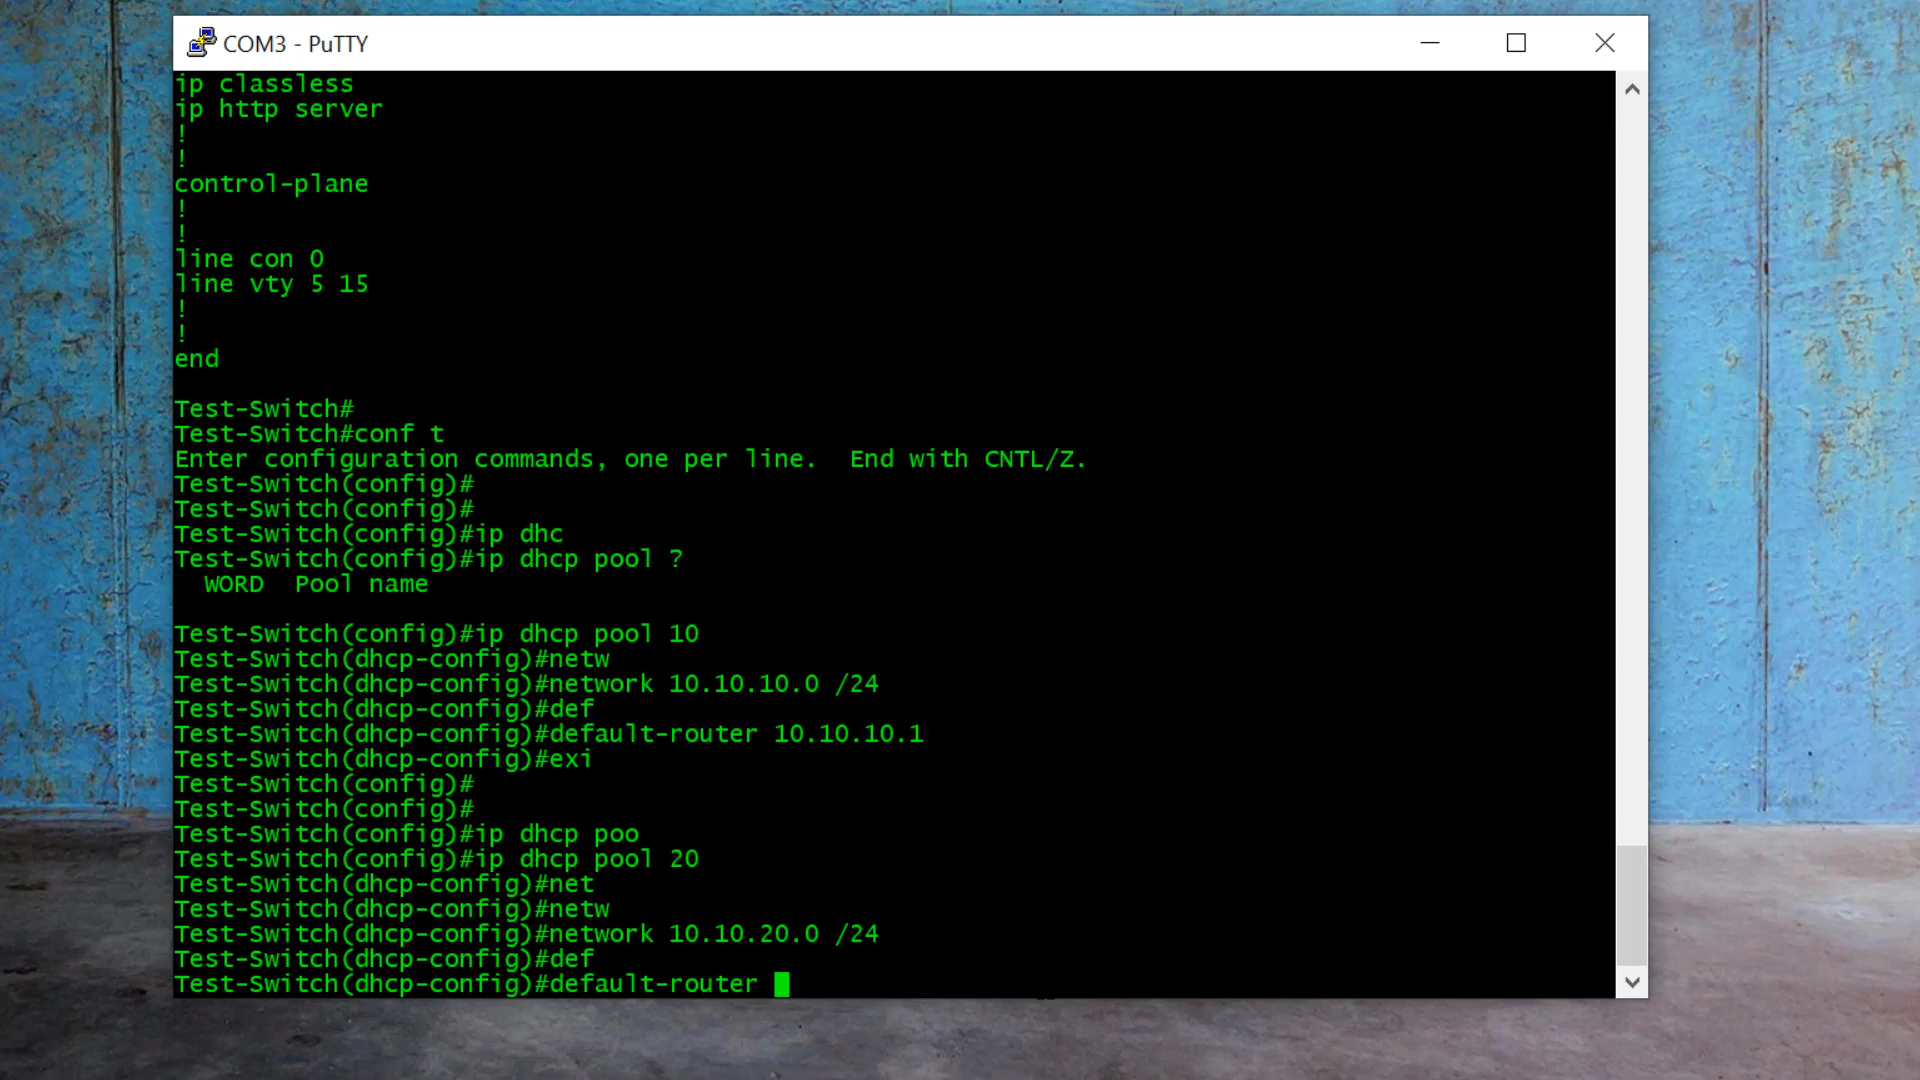 COM3 - PuTTY
ip classless
ip http server
!
!
control-plane
!
!
line con 0
line vty 5 15
!
!
end
Test-Switch#
Test-Switch#conf t
Enter configuration commands, one per line.  End with CNTL/Z.
Test-Switch(config)#
Test-Switch(config)#
Test-Switch(config)#ip dhc
Test-Switch(config)#ip dhcp pool ?
  WORD  Pool name
Test-Switch(config)#ip dhcp pool 10
Test-Switch(dhcp-config)#netw
Test-Switch(dhcp-config)#network 10.10.10.0 /24
Test-Switch(dhcp-config)#def
Test-Switch(dhcp-config)#default-router 10.10.10.1
Test-Switch(dhcp-config)#exi
Test-Switch(config)#
Test-Switch(config)#
Test-Switch(config)#ip dhcp poo
Test-Switch(config)#ip dhcp pool 20
Test-Switch(dhcp-config)#net
Test-Switch(dhcp-config)#netw
Test-Switch(dhcp-config)#network 10.10.20.0 /24
Test-Switch(dhcp-config)#def
Test-Switch(dhcp-config)#default-router